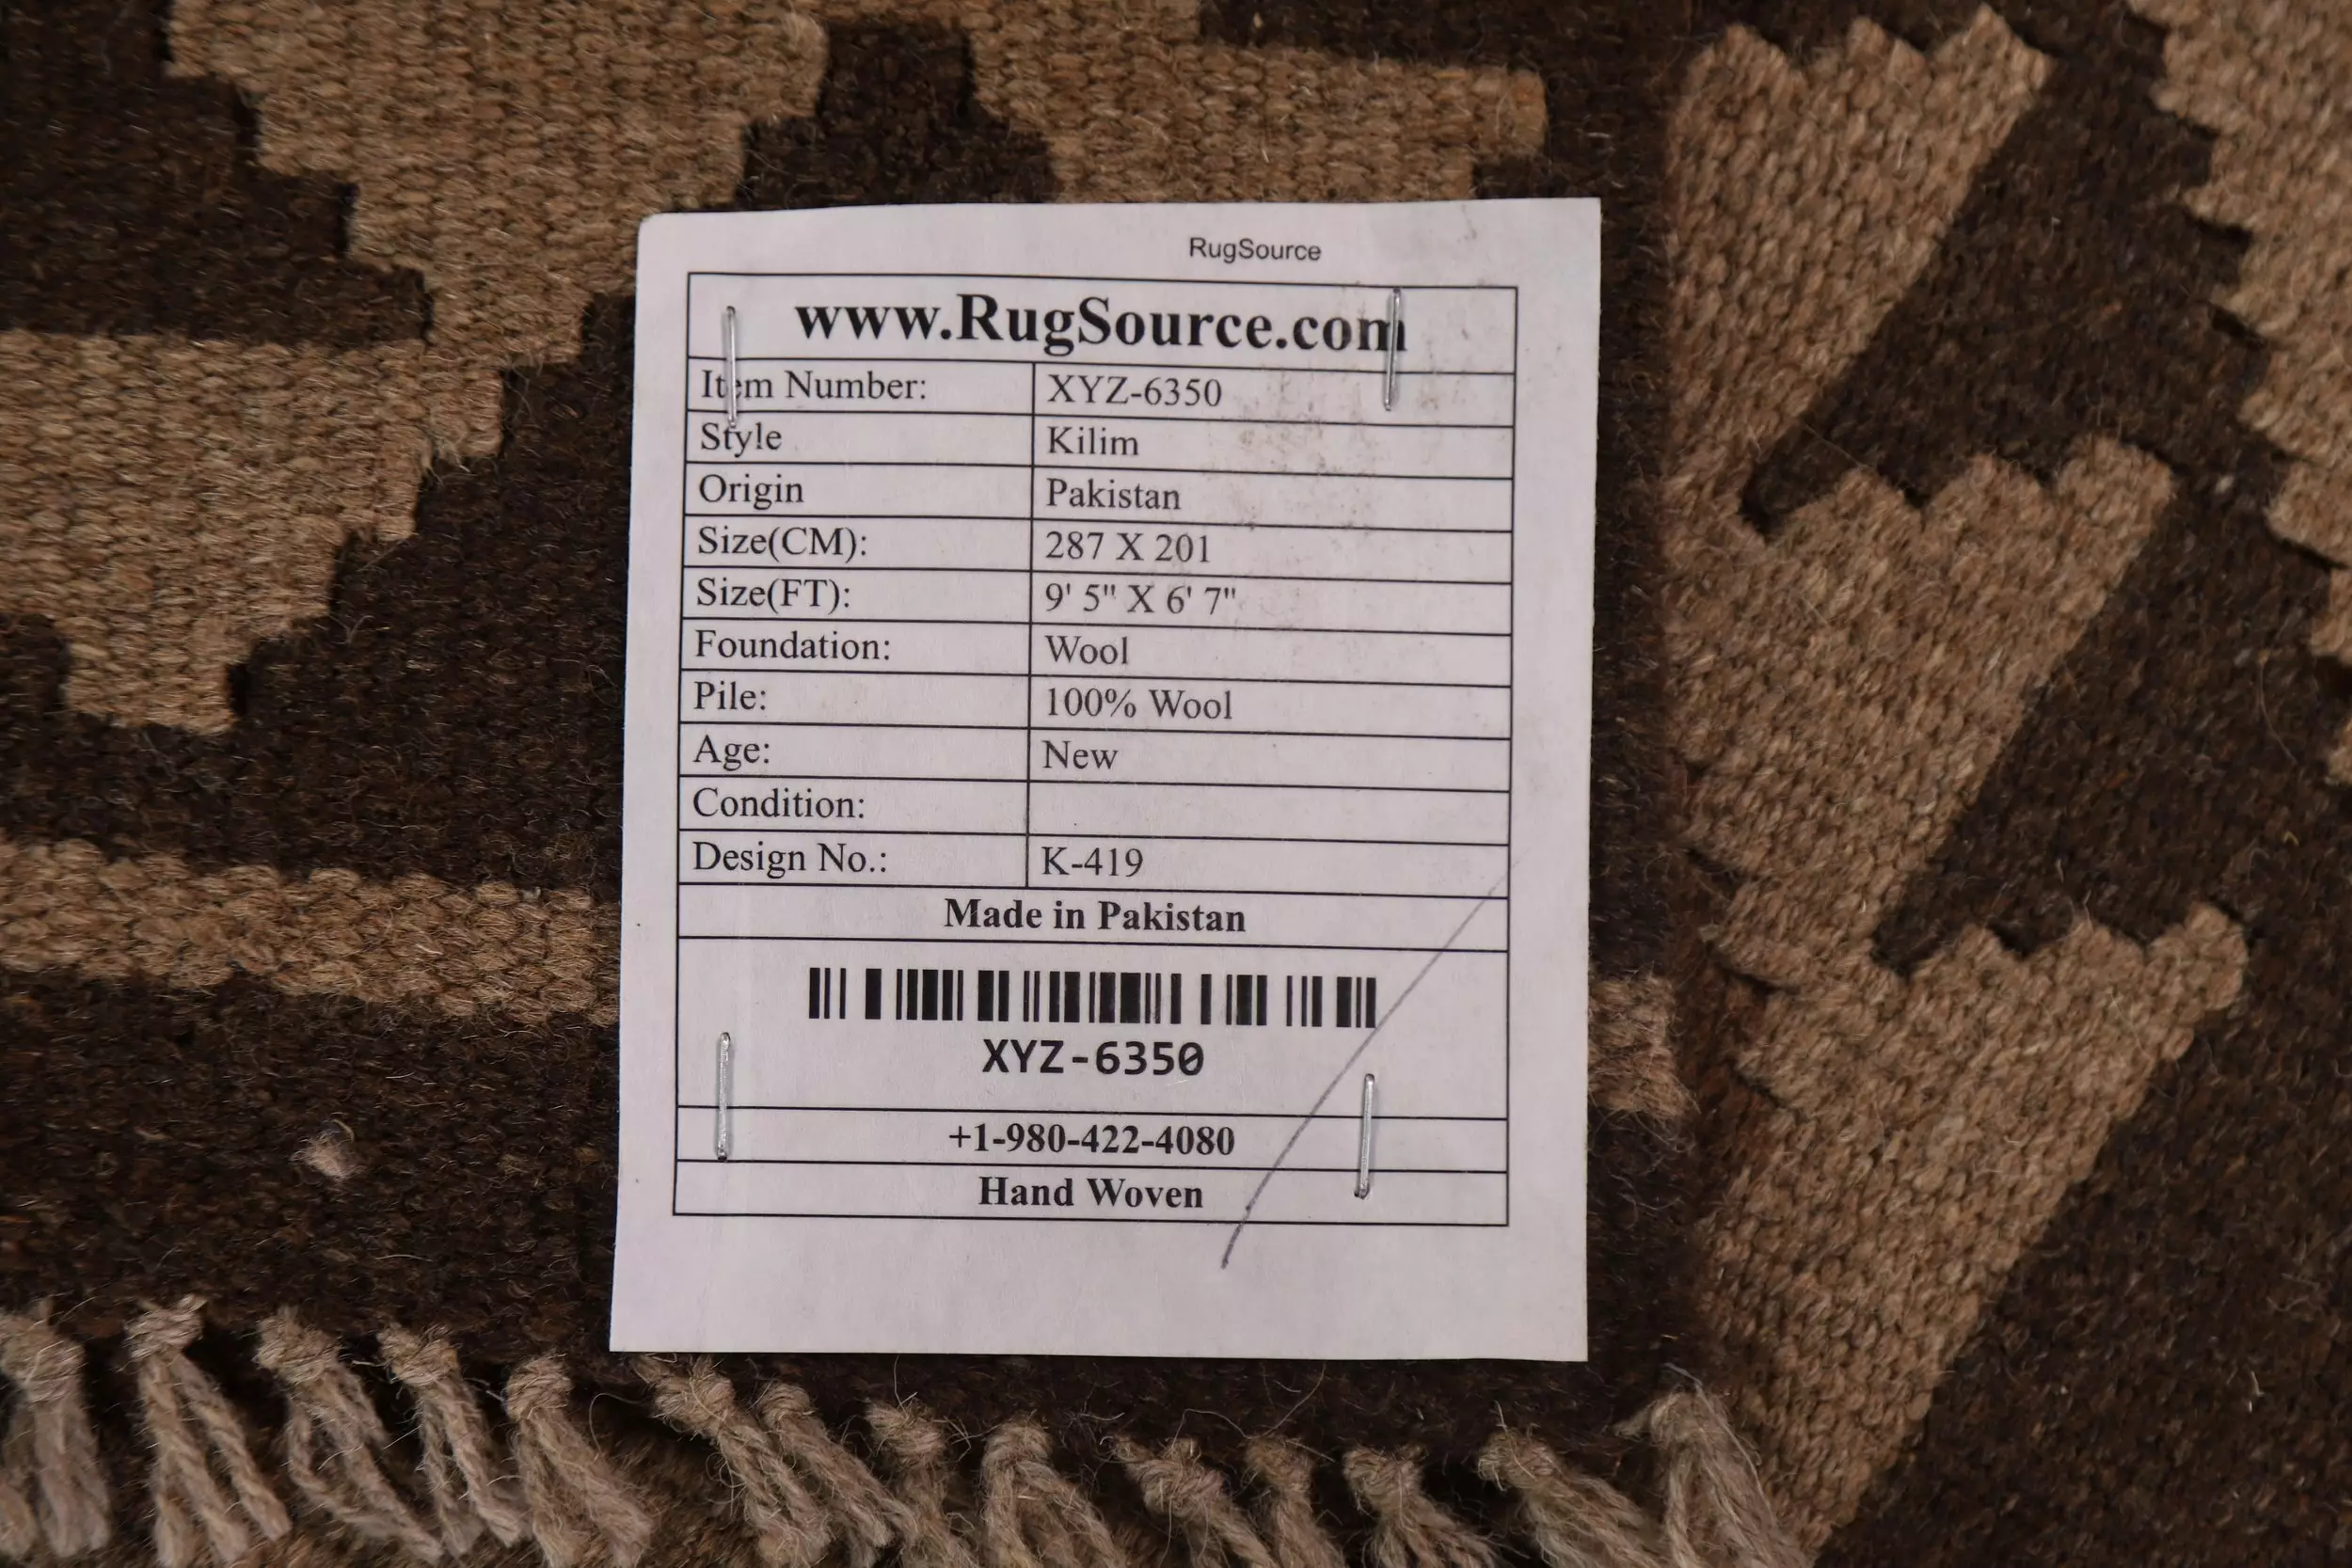 RugSource
www.RugSource.com
Item Number: XYZ-6350
Style Kilim
Origin Pakistan
Size(CM): 287 X 201
Size(FT): 9' 5" X 6' 7"
Foundation: Wool
Pile: 100% Wool
Age: New
Condition:
Design No.: K-419
Made in Pakistan
XYZ-6350
+1-980-422-4080
Hand Woven